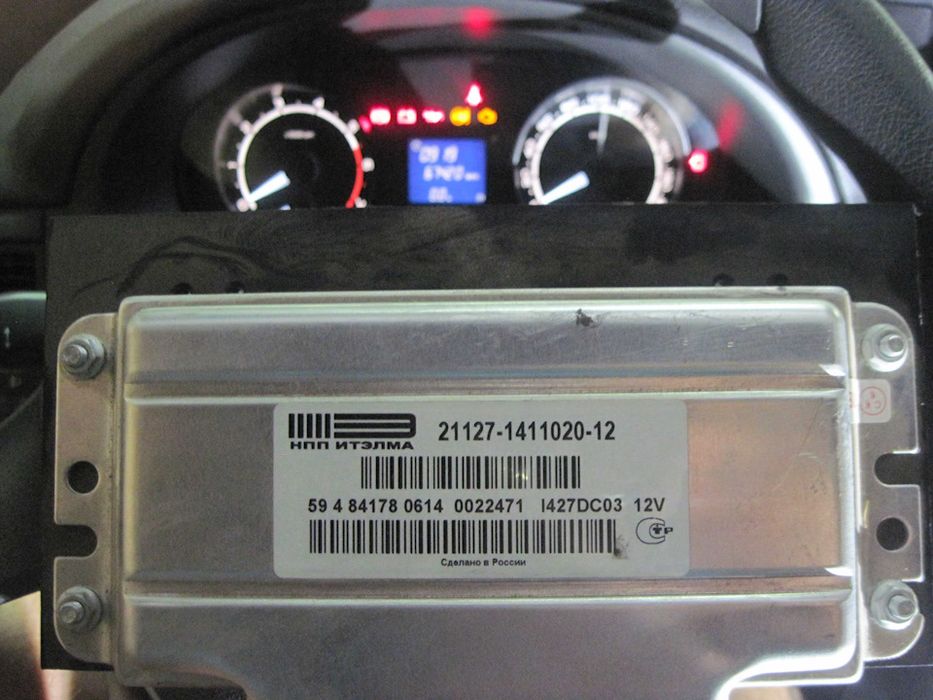 НПП ИТЭЛМА
21127-1411020-12
59 4 84178 0614 0022471 I427DC03 12V
Сделано в России